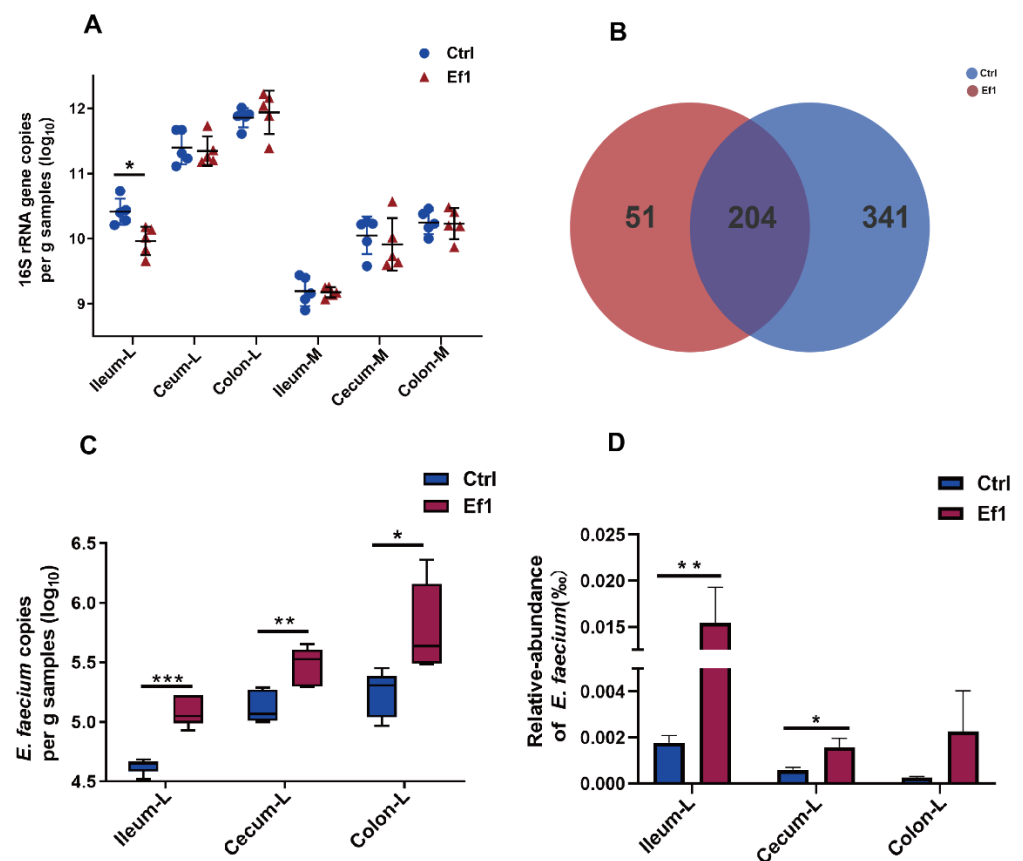 A
Ctrl
Ef1
16S rRNA gene copies
per g samples (log10)
12
11
10
9
*
Ileum-L
Ceum-L
Colon-L
Ileum-M
Cecum-M
Colon-M
B
Ctrl
Ef1
51
204
341
C
Ctrl
Ef1
E. faecium copies
per g samples (log10)
6.5
6.0
5.5
5.0
4.5
***
**
*
Ileum-L
Cecum-L
Colon-L
D
Ctrl
Ef1
Relative-abundance
of E. faecium(‰)
0.025
0.020
0.015
0.004
0.002
0.000
**
*
Ileum-L
Cecum-L
Colon-L